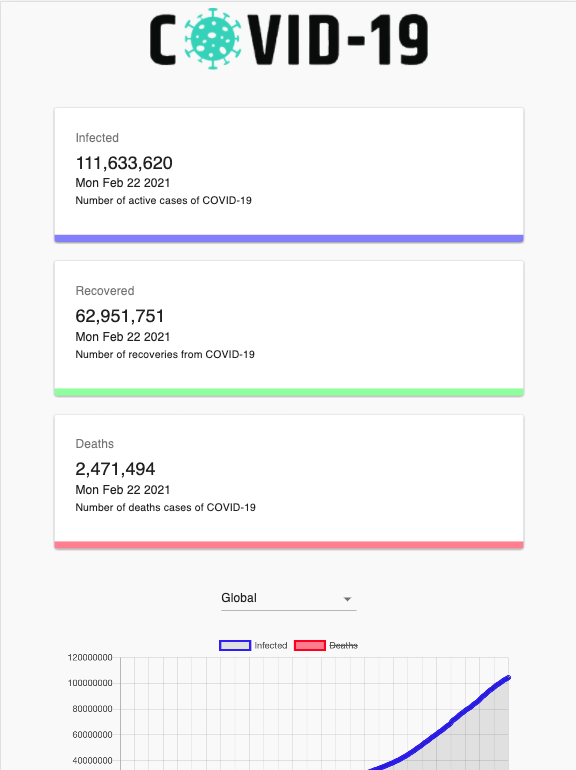 COVID-19
Infected
111,633,620
Mon Feb 22 2021
Number of active cases of COVID-19
Recovered
62,951,751
Mon Feb 22 2021
Number of recoveries from COVID-19
Deaths
2,471,494
Mon Feb 22 2021
Number of deaths cases of COVID-19
Global
Infected Deaths
120000000
100000000
80000000
60000000
40000000